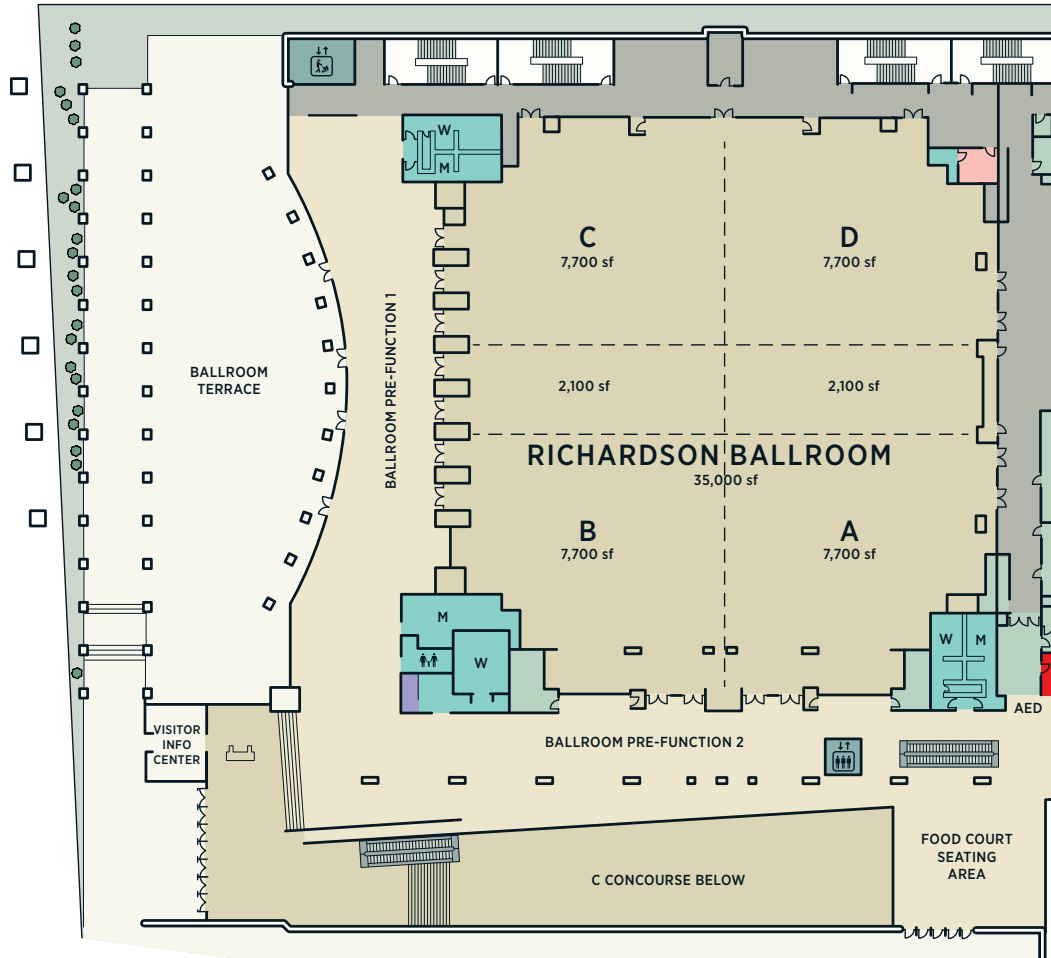 W
M
C
7,700 sf
D
7,700 sf
BALLROOM PRE-FUNCTION 1
BALLROOM
TERRACE
2,100 sf
2,100 sf
RICHARDSON BALLROOM
35,000 sf
B
7,700 sf
A
7,700 sf
M
W
W
M
AED
VISITOR
INFO
CENTER
BALLROOM PRE-FUNCTION 2
FOOD COURT
SEATING
AREA
C CONCOURSE BELOW